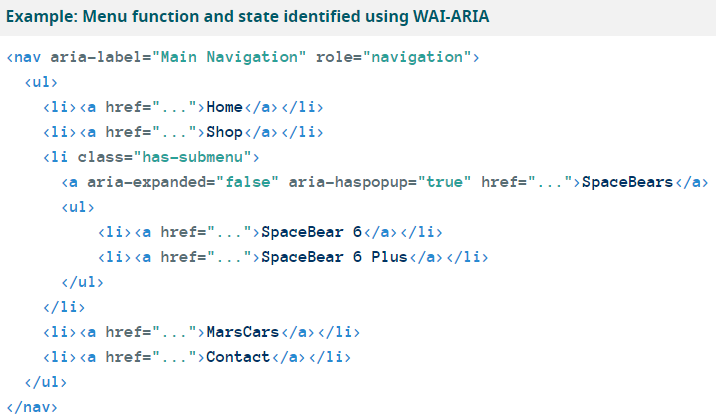 Example: Menu function and state identified using WAI-ARIA
<nav aria-label="Main Navigation" role="navigation">
  <ul>
    <li><a href="...">Home</a></li>
    <li><a href="...">Shop</a></li>
    <li class="has-submenu">
      <a aria-expanded="false" aria-haspopup="true" href="...">SpaceBears</a>
      <ul>
          <li><a href="...">SpaceBear 6</a></li>
          <li><a href="...">SpaceBear 6 Plus</a></li>
      </ul>
    </li>
    <li><a href="...">MarsCars</a></li>
    <li><a href="...">Contact</a></li>
  </ul>
</nav>